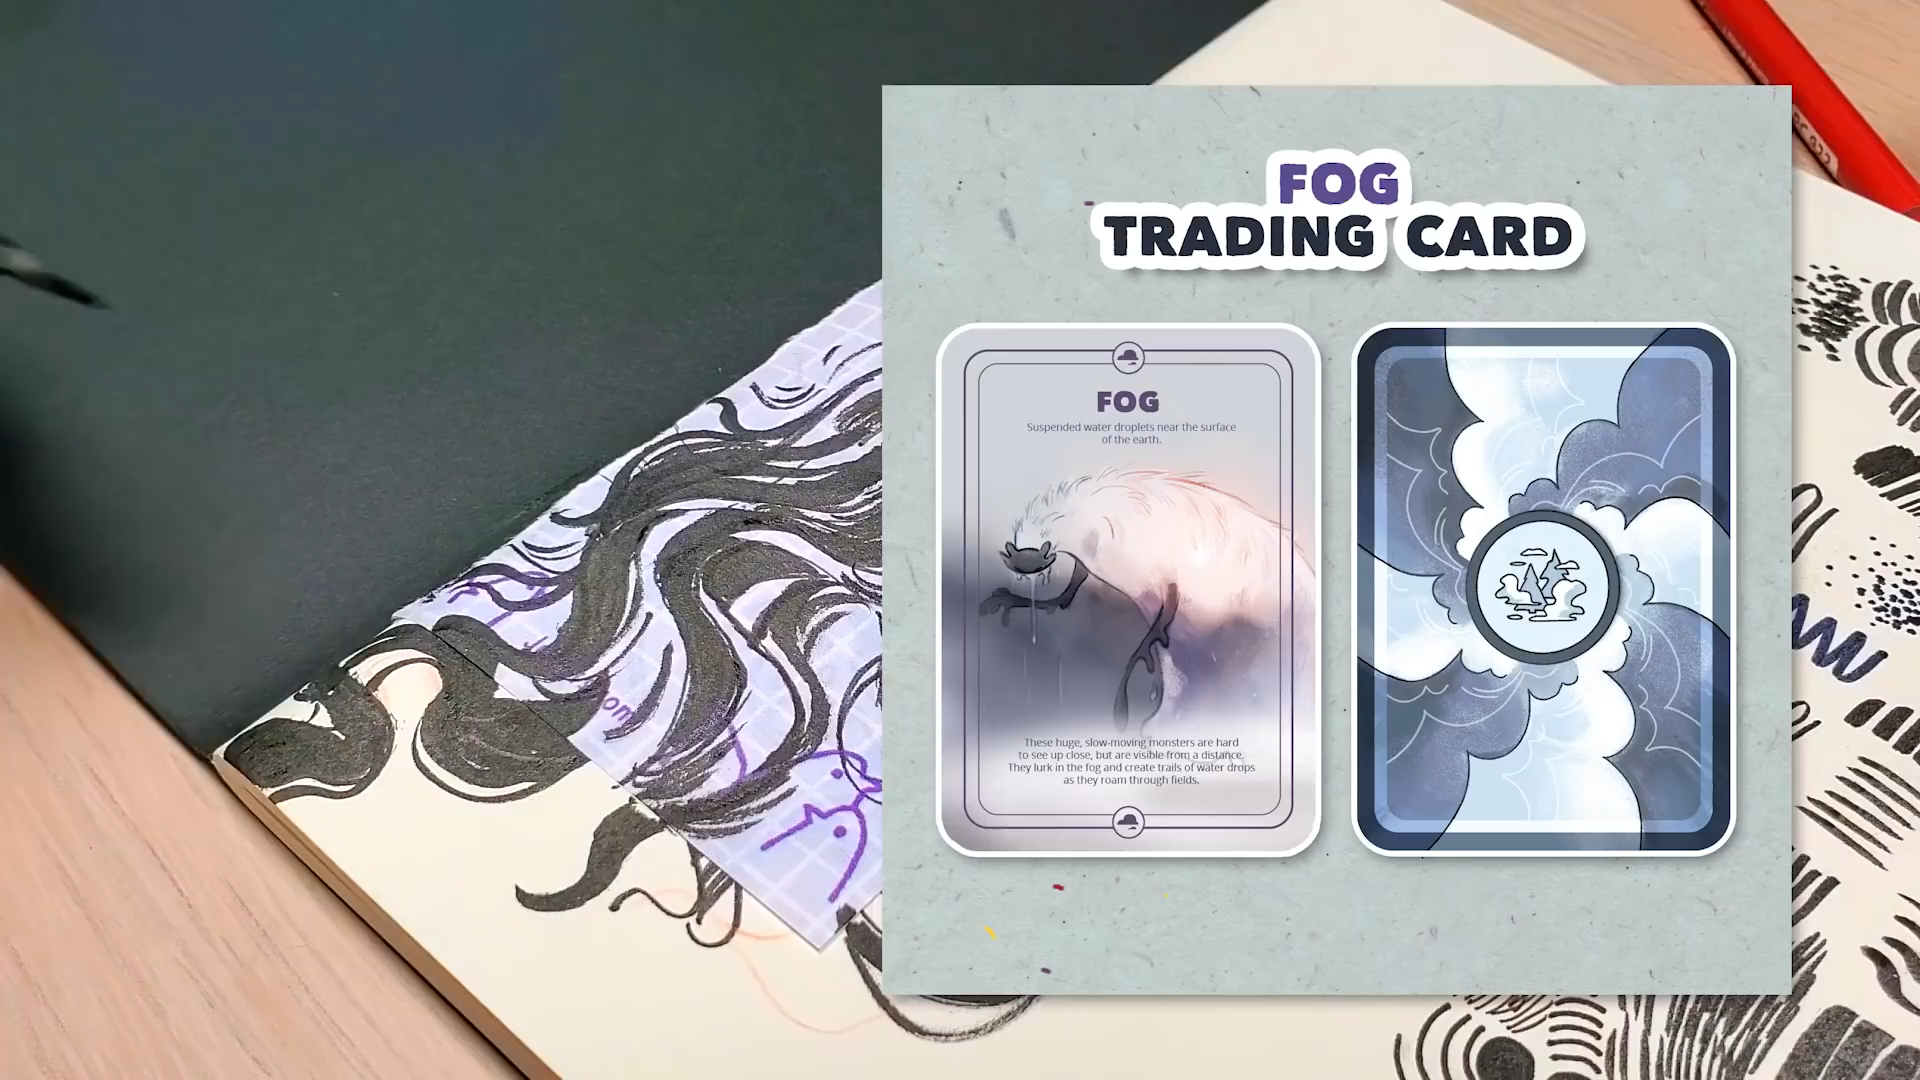 FOG
TRADING CARD
FOG
Suspended water droplets near the surface
of the earth.
These huge, slow-moving monsters are hard
to see up close, but are visible from a distance.
They lurk in the fog and create trails of water drops
as they roam through fields.